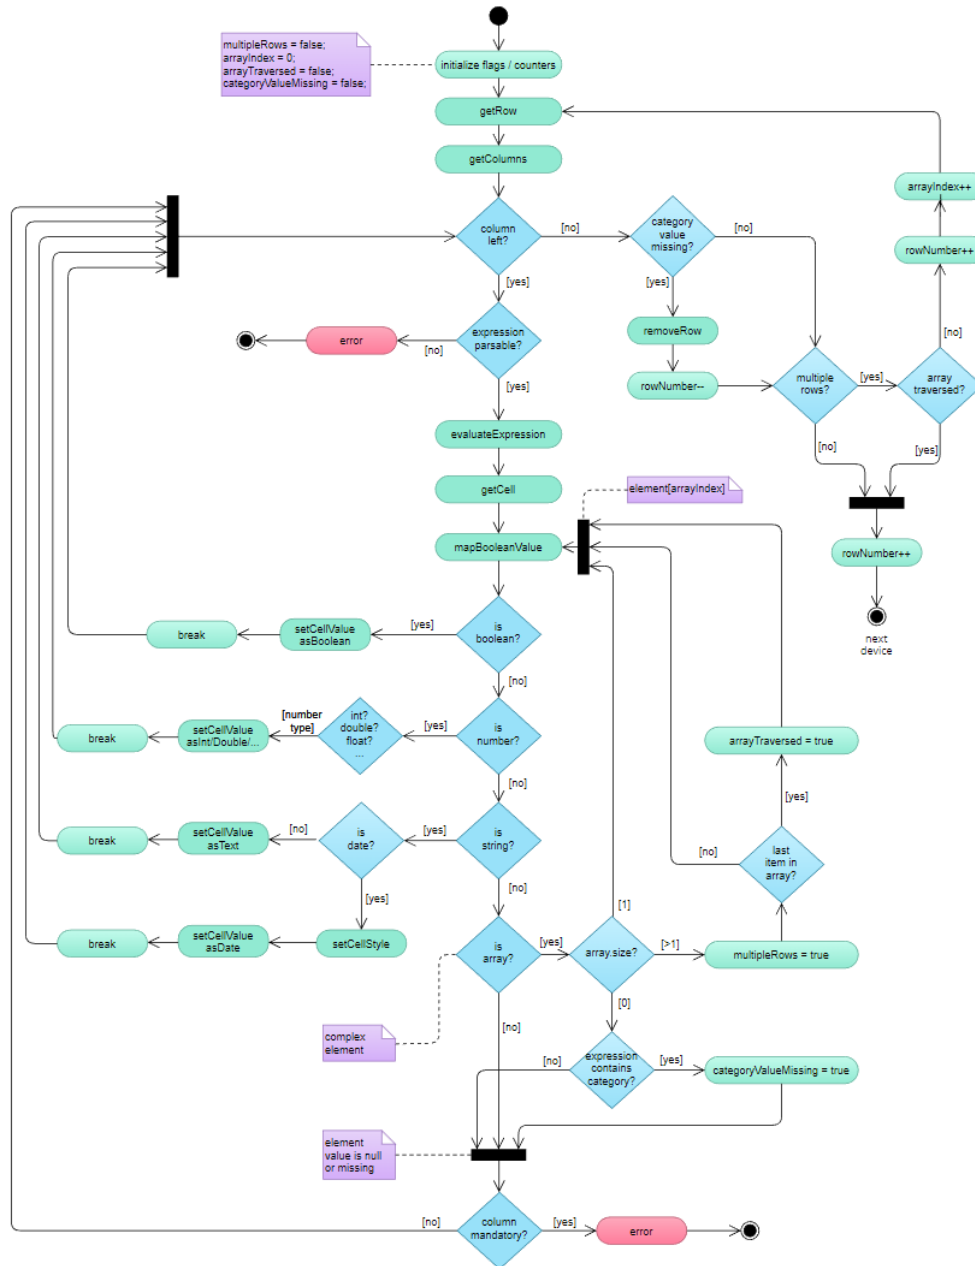 multipleRows = false;
arrayIndex = 0;
arrayTraversed = false;
categoryValueMissing = false;
initialize flags / counters
getRow
getColumns
arrayIndex++
column
left?
[no]
category
value
missing?
[no]
rowNumber++
[yes]
[yes]
expression
parsable?
error
[no]
removeRow
[no]
[yes]
rowNumber--
multiple
rows?
[yes]
array
traversed?
evaluateExpression
[no]
[yes]
getCell
element[arrayIndex]
mapBooleanValue
rowNumber++
next
device
is
boolean?
[yes]
setCellValue
asBoolean
break
[no]
is
number?
[yes]
int?
double?
float?
...
[number
type]
setCellValue
asInt/Double/...
break
arrayTraversed = true
[no]
[yes]
is
string?
[yes]
is
date?
[no]
setCellValue
asText
break
last
item in
array?
[no]
[no]
[yes]
[1]
is
array?
[yes]
array.size?
[>1]
multipleRows = true
setCellStyle
setCellValue
asDate
break
[0]
[no]
complex
element
expression
contains
category?
[no]
[yes]
categoryValueMissing = true
element
value is null
or missing
column
mandatory?
[no]
[yes]
error